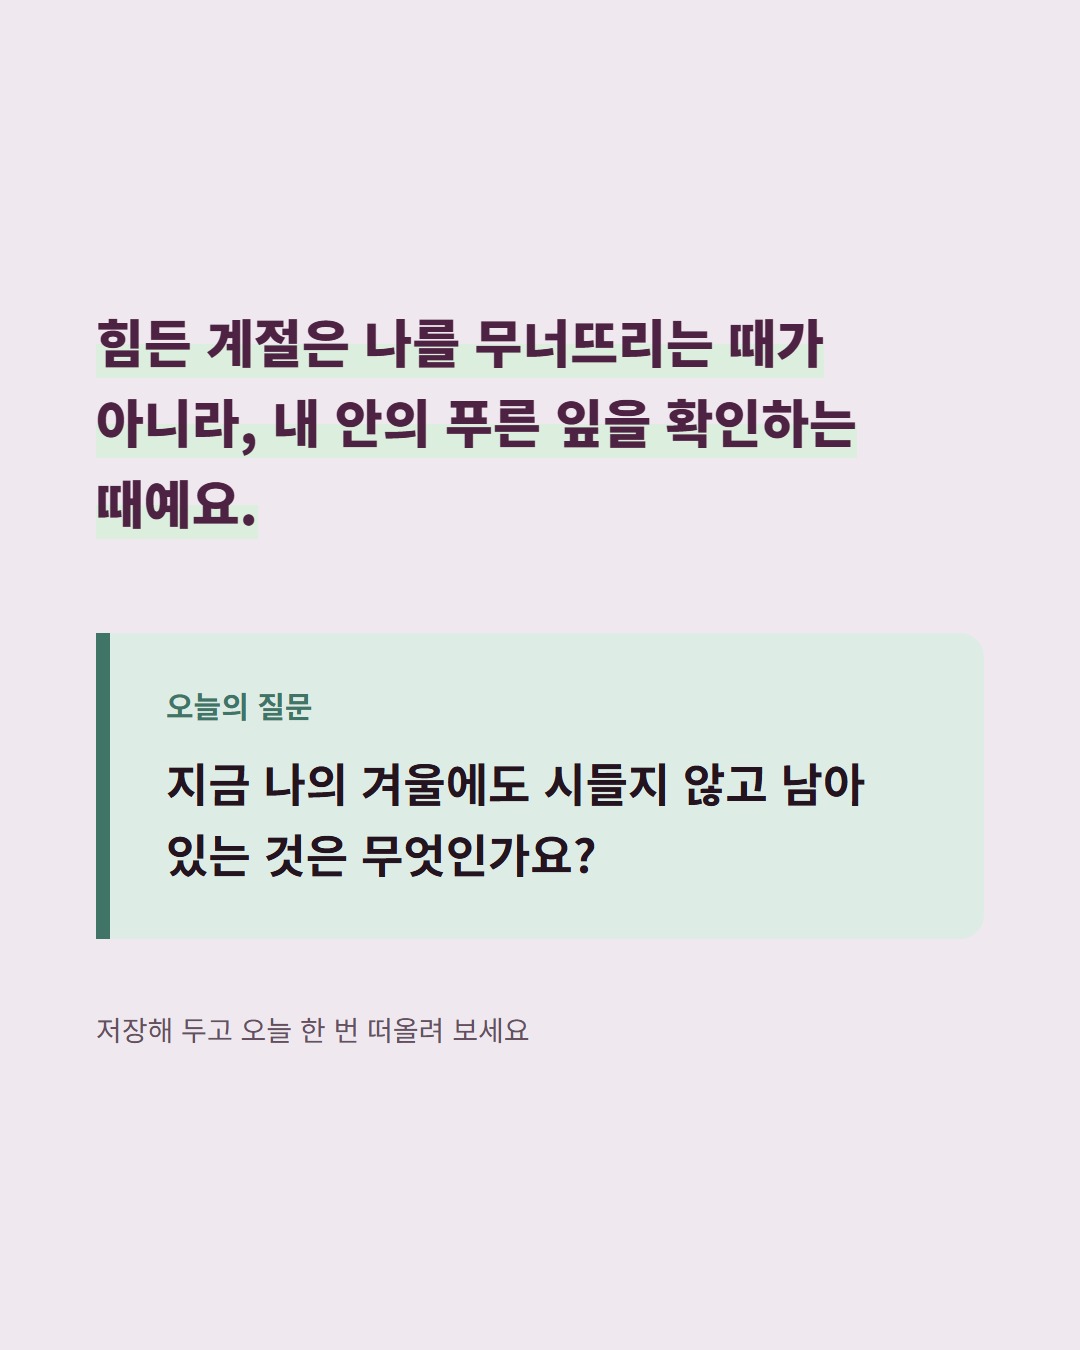 힘든 계절은 나를 무너뜨리는 때가
아니라, 내 안의 푸른 잎을 확인하는
때예요.
오늘의 질문
지금 나의 겨울에도 시들지 않고 남아
있는 것은 무엇인가요?
저장해 두고 오늘 한 번 떠올려 보세요